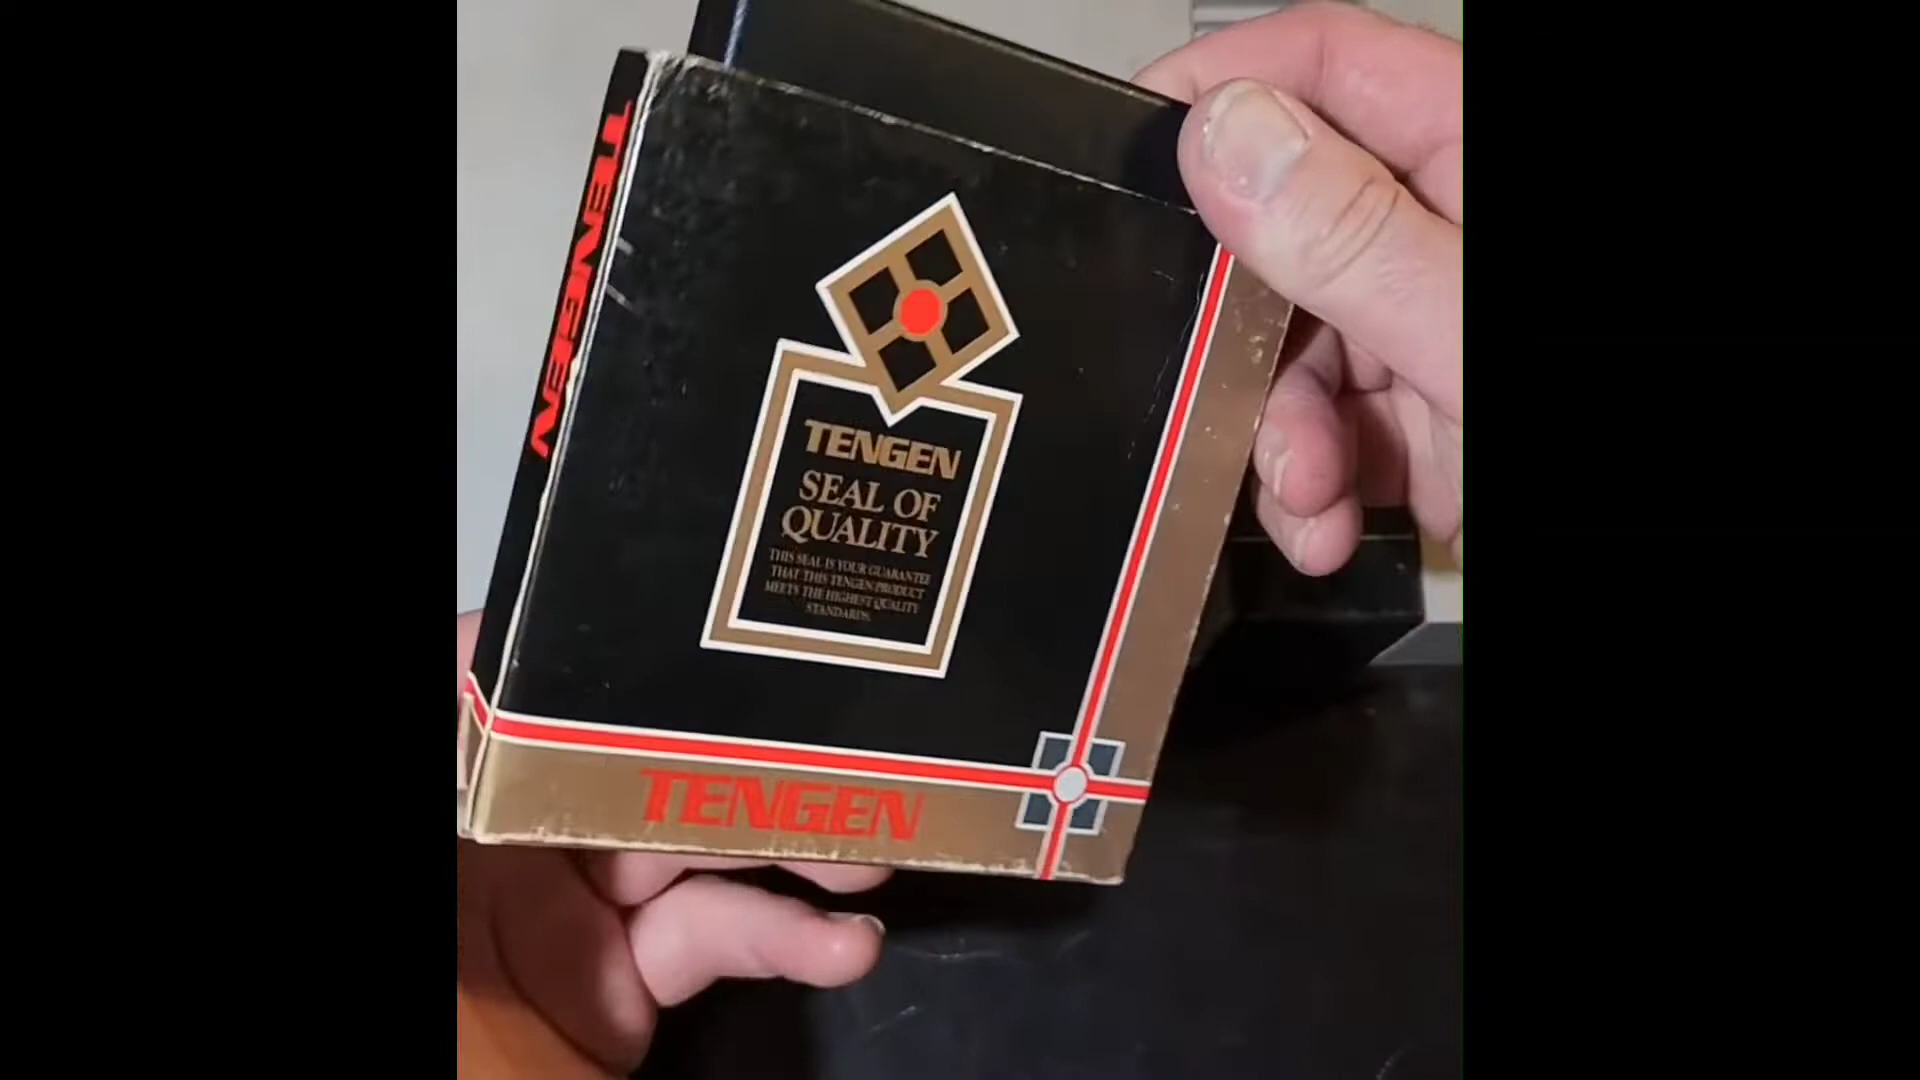 TENGEN
TENGEN
SEAL OF
QUALITY
THIS SEAL IS YOUR GUARANTEE
THAT THIS TENGEN PRODUCT
MEETS THE HIGHEST QUALITY
STANDARDS.
TENGEN